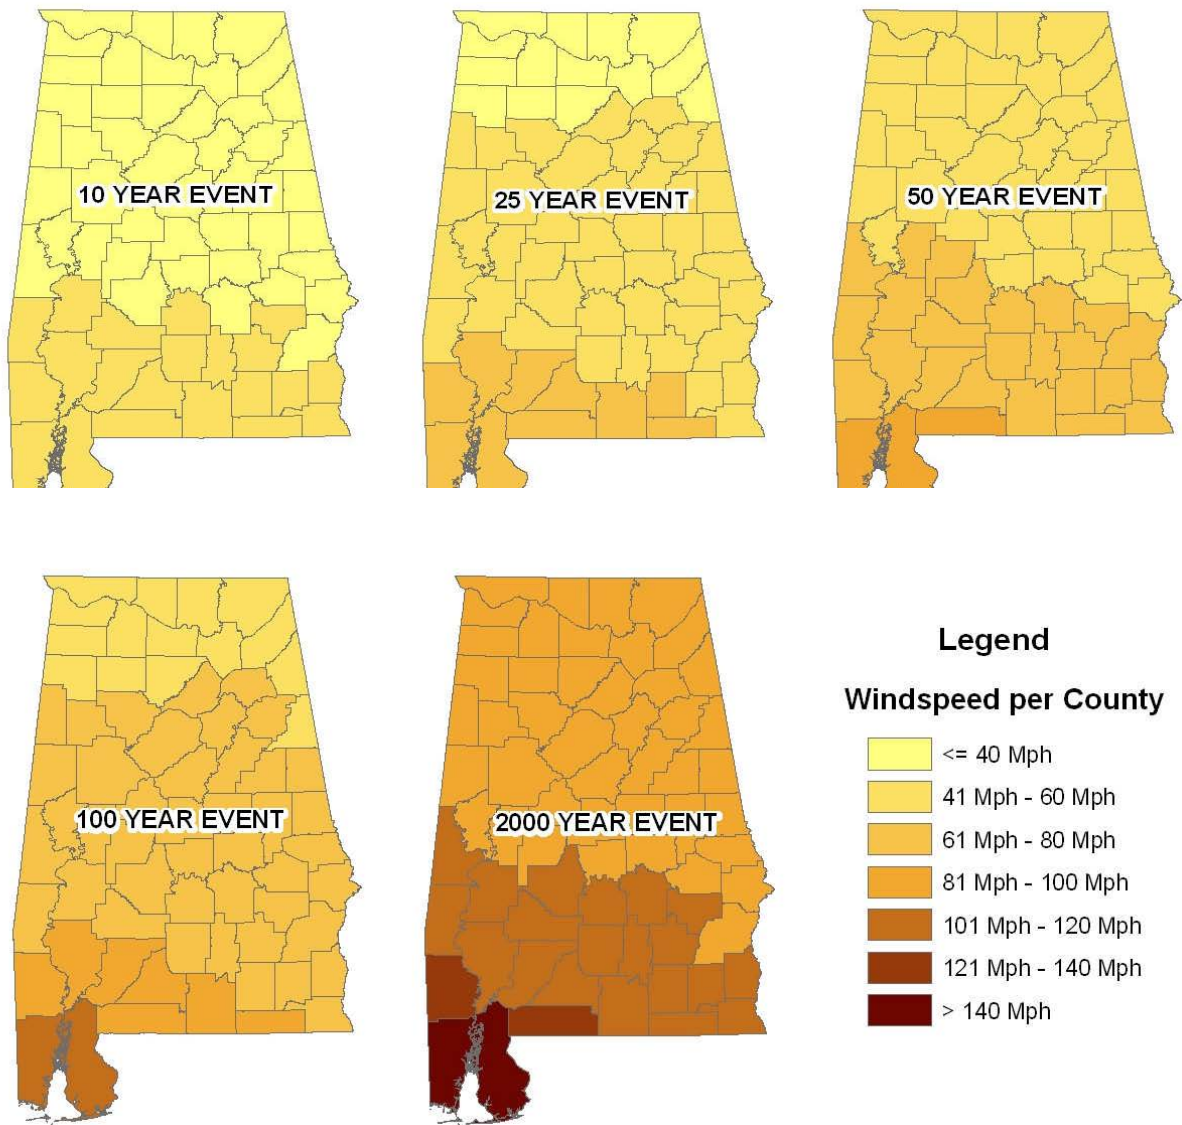 10 YEAR EVENT
25 YEAR EVENT
50 YEAR EVENT
100 YEAR EVENT
2000 YEAR EVENT
Legend
Windspeed per County
<= 40 Mph
41 Mph - 60 Mph
61 Mph - 80 Mph
81 Mph - 100 Mph
101 Mph - 120 Mph
121 Mph - 140 Mph
> 140 Mph